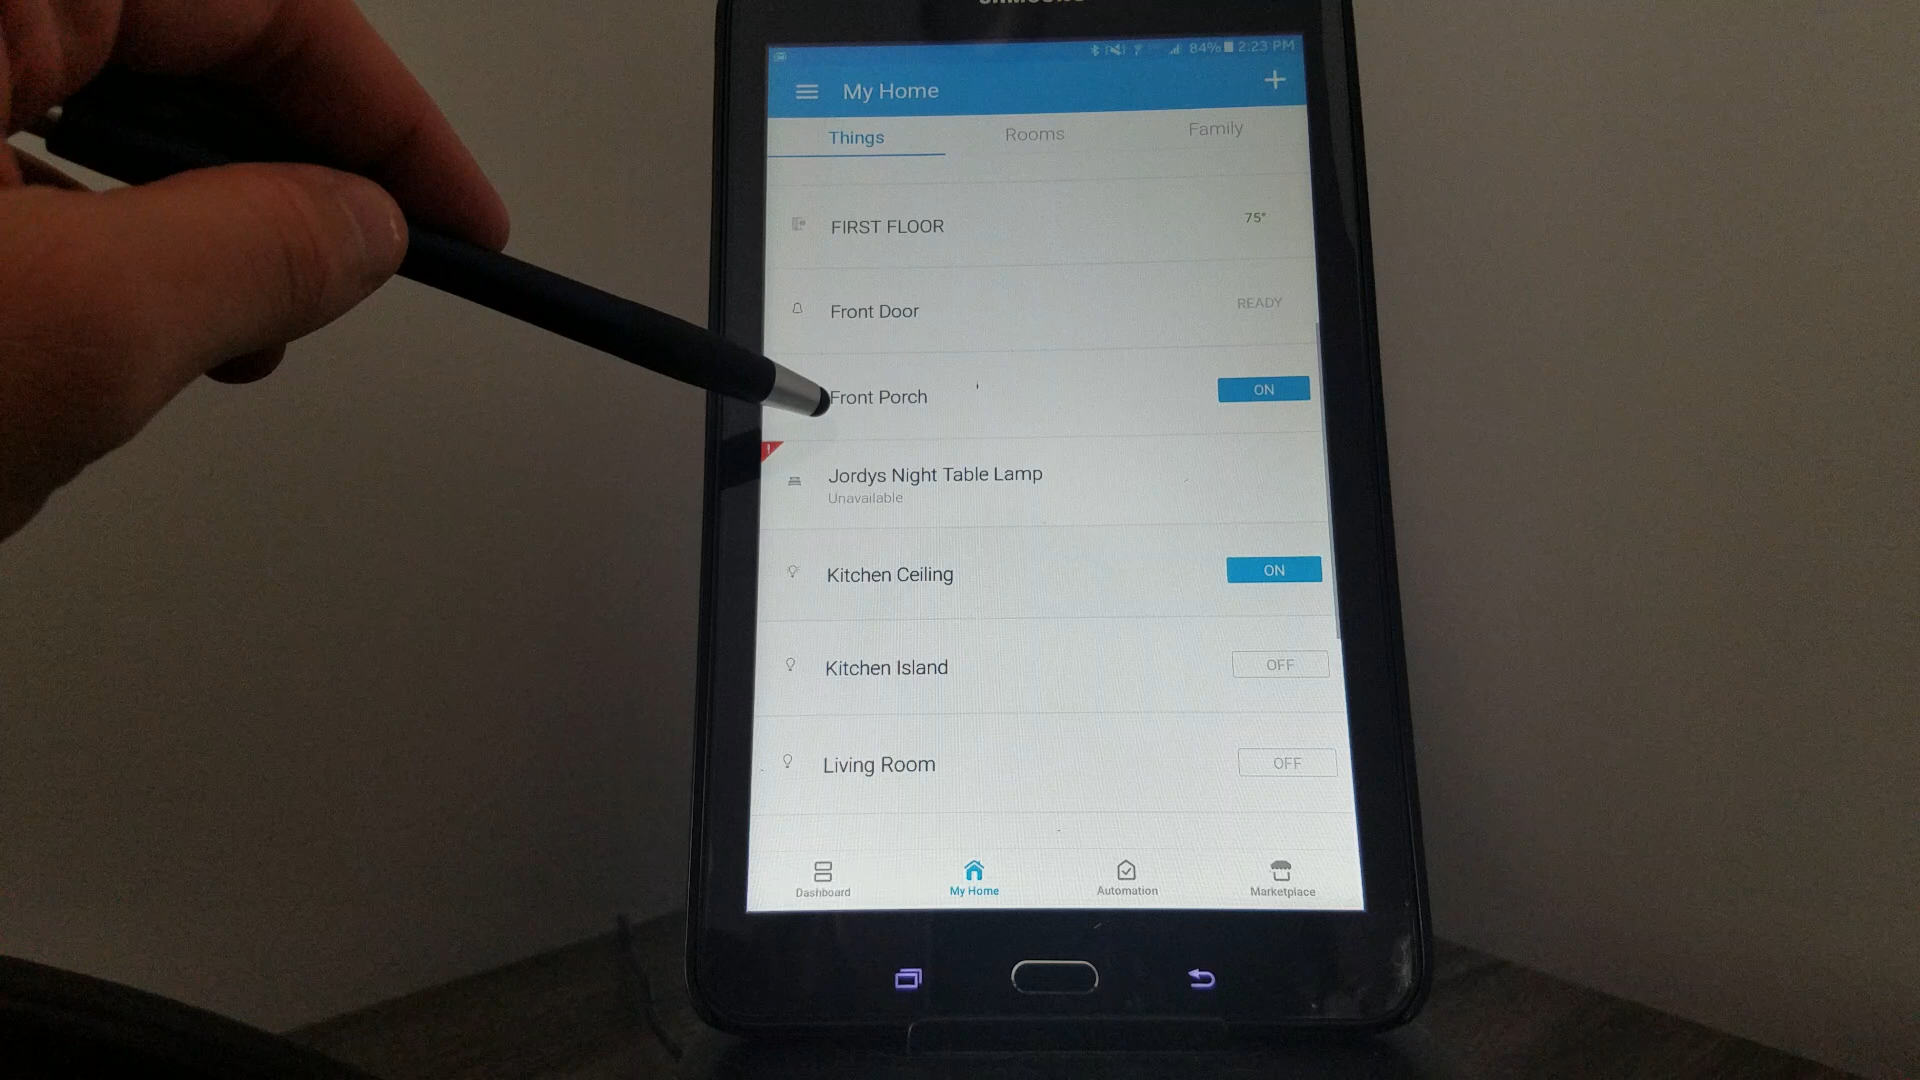 SAMSUNG
84% 2:23 PM
My Home
Things Rooms Family
FIRST FLOOR 75°
Front Door READY
Front Porch ON
Jordys Night Table Lamp
Unavailable
Kitchen Ceiling ON
Kitchen Island OFF
Living Room OFF
Dashboard My Home Automation Marketplace